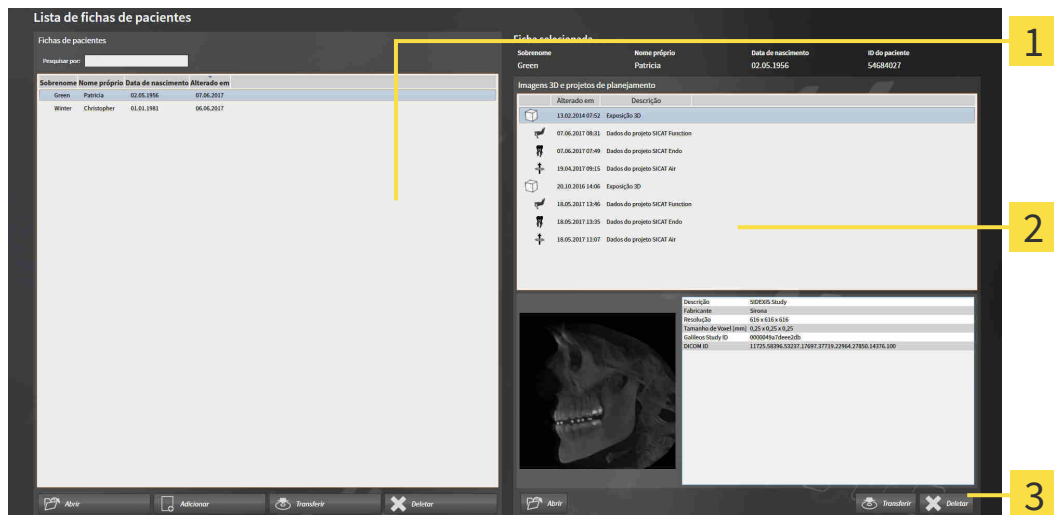 Lista de fichas de pacientes
Fichas de pacientes
Pesquisar por:
Sobrenome Nome próprio Data de nascimento Alterado em
Green Patrícia 02.05.1956 07.06.2017
Winter Christopher 01.01.1981 06.06.2017
Abrir Adicionar Transferir Deletar
Ficha selecionada
Sobrenome Nome próprio Data de nascimento ID do paciente
Green Patrícia 02.05.1956 54684027
Imagens 3D e projetos de planejamento
Alterado em Descrição
13.02.2014 07:52 Exposição 3D
07.06.2017 08:31 Dados do projeto SICAT Function
07.06.2017 07:49 Dados do projeto SICAT Endo
19.04.2017 09:15 Dados do projeto SICAT Air
20.10.2016 14:06 Exposição 3D
18.05.2017 13:46 Dados do projeto SICAT Function
18.05.2017 13:35 Dados do projeto SICAT Endo
18.05.2017 11:07 Dados do projeto SICAT Air
Descrição SIDEXIS Study
Fabricante Sirona
Resolução 616 x 616 x 616
Tamanho de Voxel [mm] 0,25 x 0,25 x 0,25
Galileos Study ID 0000049a7deee2db
DICOM ID 11725.58396.53237.17697.37719.22964.27850.14376.100
Abrir Transferir Deletar
1
2
3